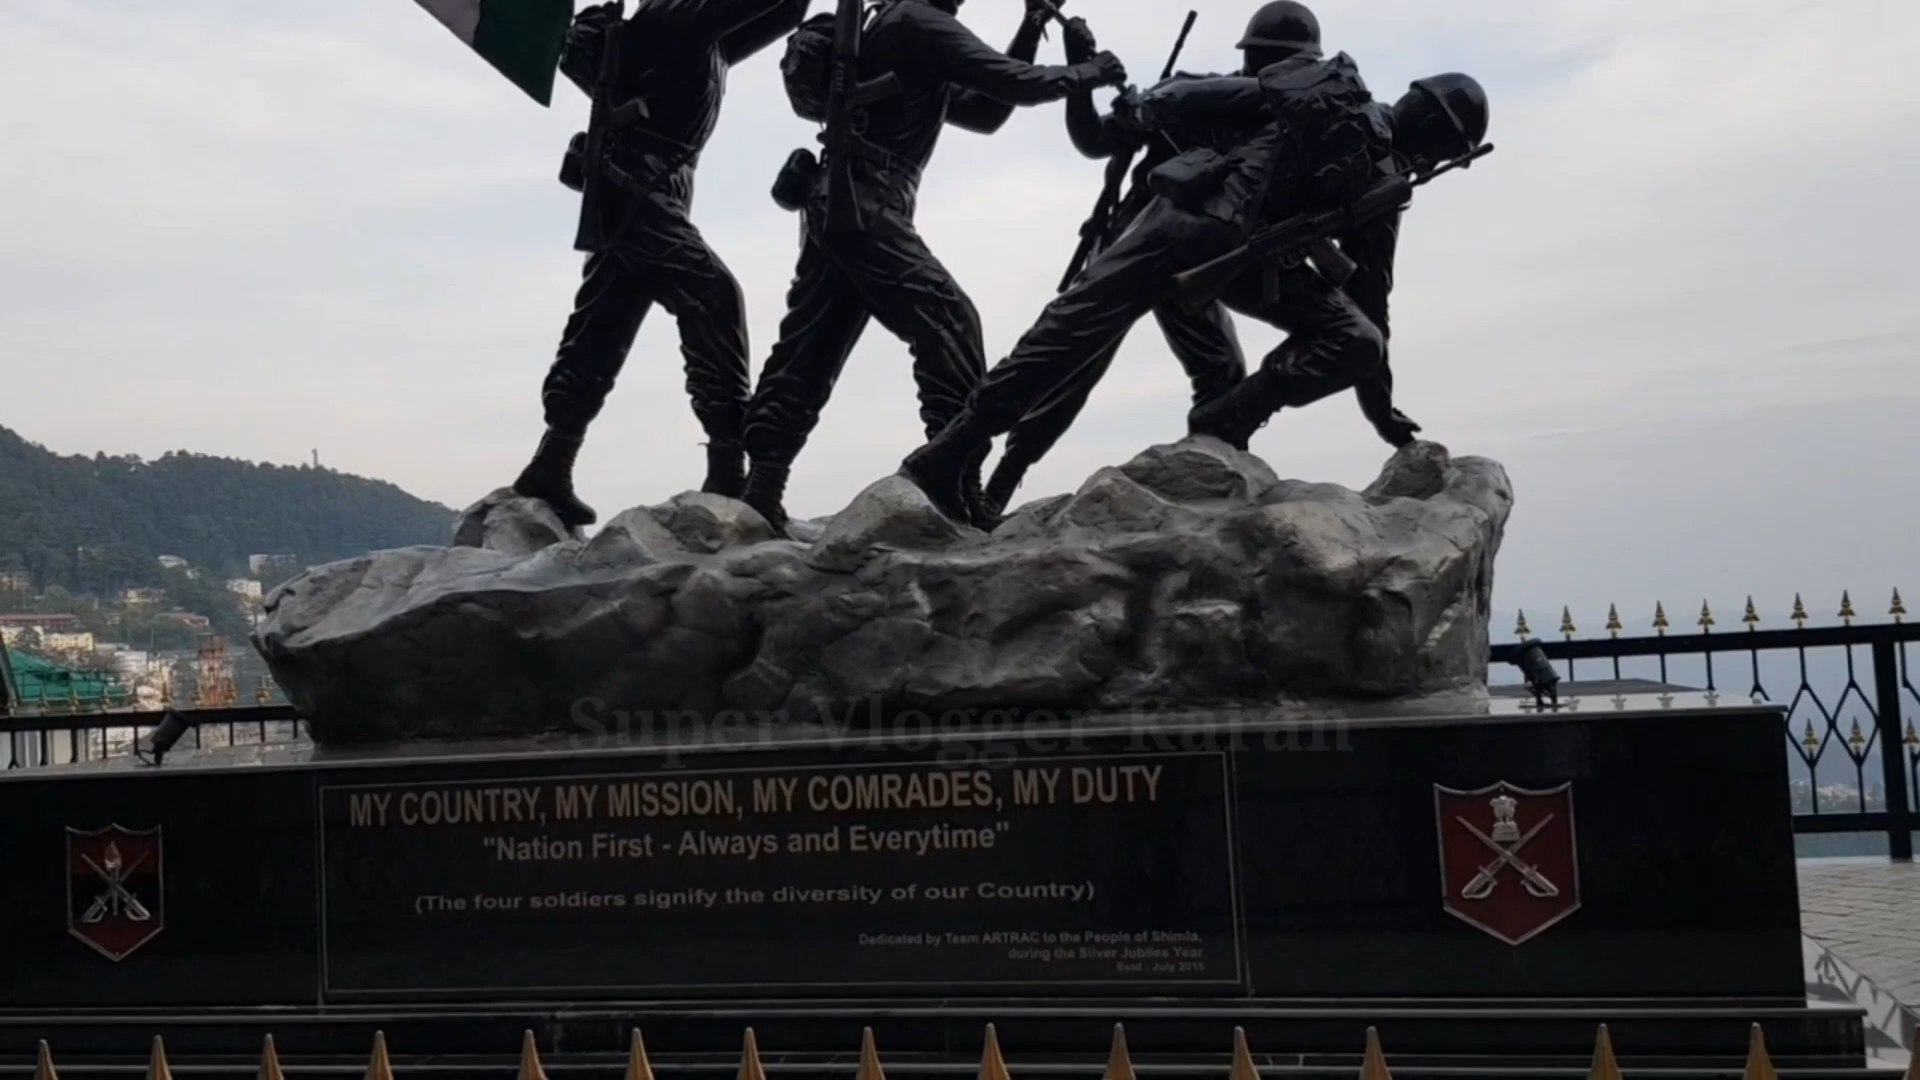 Super Vlogger Karan
MY COUNTRY, MY MISSION, MY COMRADES, MY DUTY
"Nation First - Always and Everytime"
(The four soldiers signify the diversity of our Country)
Dedicated by Team ARTRAC to the People of Shimla,
during the Silver Jubilee Year
Estd : July 2015